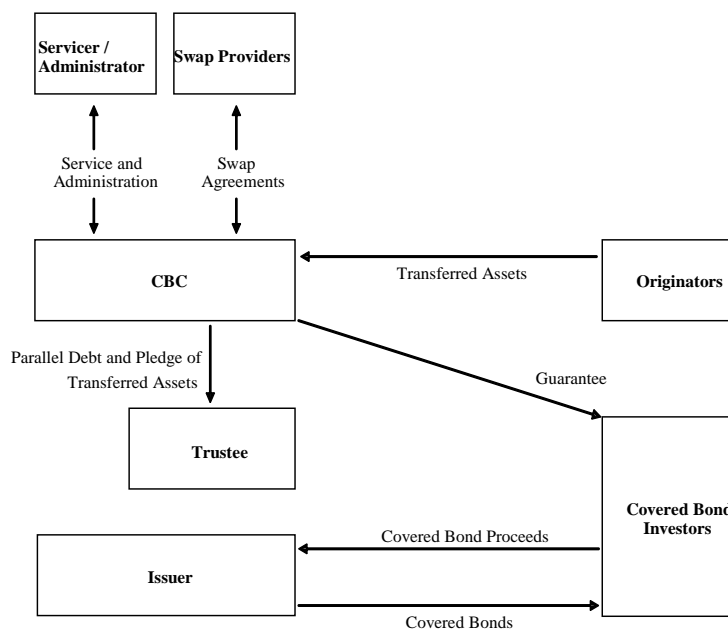 Servicer /
Administrator
Swap Providers
Service and
Administration
Swap
Agreements
CBC
Transferred Assets
Originators
Parallel Debt and Pledge of
Transferred Assets
Guarantee
Trustee
Covered Bond
Investors
Covered Bond Proceeds
Issuer
Covered Bonds